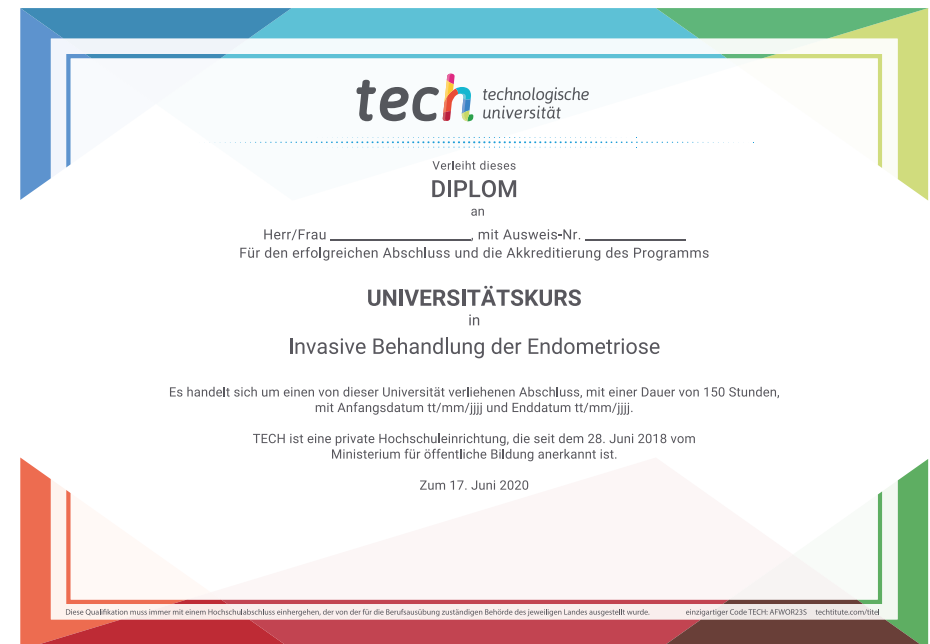 tech technologische
universität
Verleiht dieses
DIPLOM
an
Herr/Frau ____________, mit Ausweis-Nr. ____________
Für den erfolgreichen Abschluss und die Akkreditierung des Programms
UNIVERSITÄTSKURS
in
Invasive Behandlung der Endometriose
Es handelt sich um einen von dieser Universität verliehenen Abschluss, mit einer Dauer von 150 Stunden,
mit Anfangsdatum tt/mm/jjjj und Enddatum tt/mm/jjjj.
TECH ist eine private Hochschuleinrichtung, die seit dem 28. Juni 2018 vom
Ministerium für öffentliche Bildung anerkannt ist.
Zum 17. Juni 2020
Diese Qualifikation muss immer mit einem Hochschulabschluss einhergehen, der von der für die Berufsausübung zuständigen Behörde des jeweiligen Landes ausgestellt wurde. einzigartiger Code TECH: AFWOR23S techtitute.com/titel